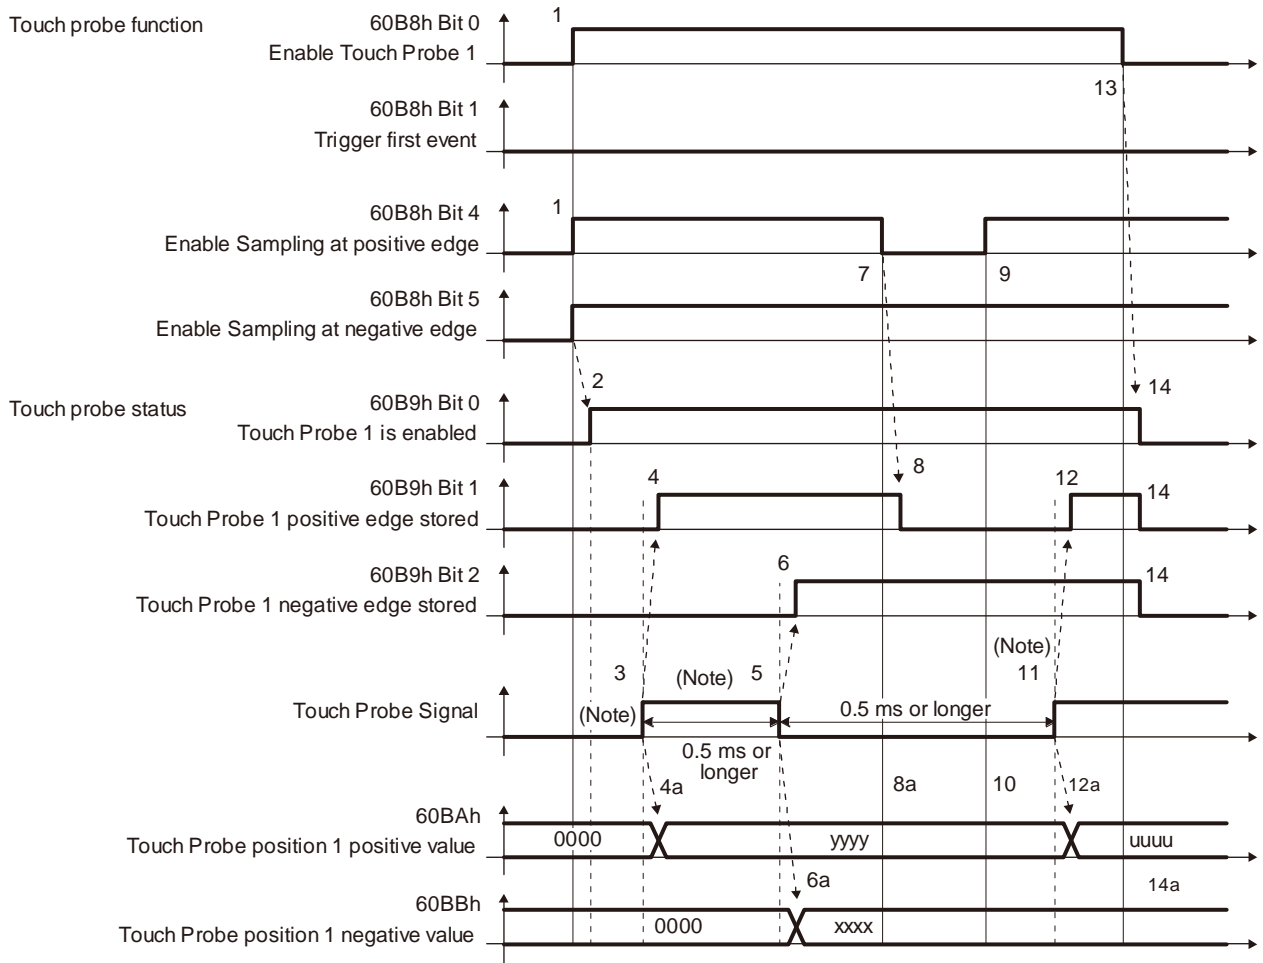 Touch probe function
60B8h Bit 0
Enable Touch Probe 1
1
13
60B8h Bit 1
Trigger first event
60B8h Bit 4
Enable Sampling at positive edge
1
7
9
60B8h Bit 5
Enable Sampling at negative edge
2
14
Touch probe status
60B9h Bit 0
Touch Probe 1 is enabled
60B9h Bit 1
Touch Probe 1 positive edge stored
4
8
12
14
60B9h Bit 2
Touch Probe 1 negative edge stored
6
14
(Note)
3
(Note)
5
11
Touch Probe Signal
(Note)
0.5 ms or longer
0.5 ms or
longer
4a
8a
10
12a
60BAh
Touch Probe position 1 positive value
0000
yyyy
uuuu
6a
14a
60BBh
Touch Probe position 1 negative value
0000
xxxx